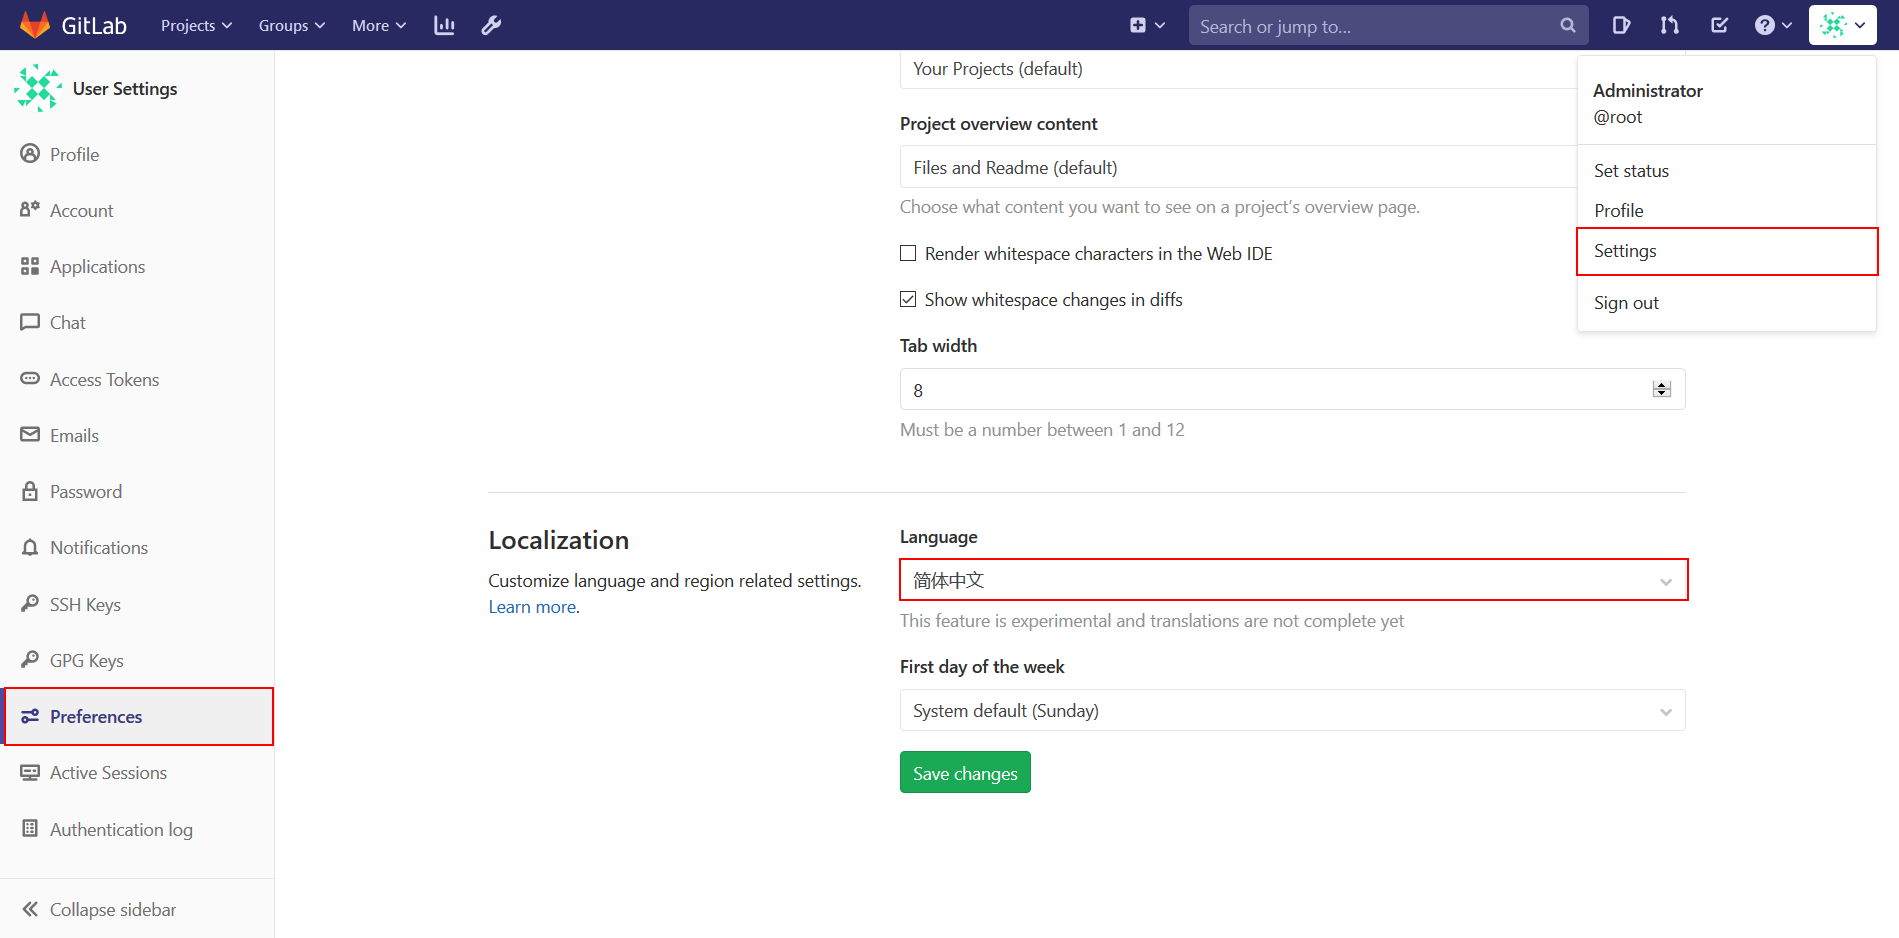 GitLab
Projects
Groups
More
Search or jump to...
User Settings
Profile
Account
Applications
Chat
Access Tokens
Emails
Password
Notifications
SSH Keys
GPG Keys
Preferences
Active Sessions
Authentication log
Collapse sidebar
Your Projects (default)
Project overview content
Files and Readme (default)
Choose what content you want to see on a project's overview page.
Render whitespace characters in the Web IDE
Show whitespace changes in diffs
Tab width
8
Must be a number between 1 and 12
Localization
Customize language and region related settings.
Learn more.
Language
简体中文
This feature is experimental and translations are not complete yet
First day of the week
System default (Sunday)
Save changes
Administrator
@root
Set status
Profile
Settings
Sign out